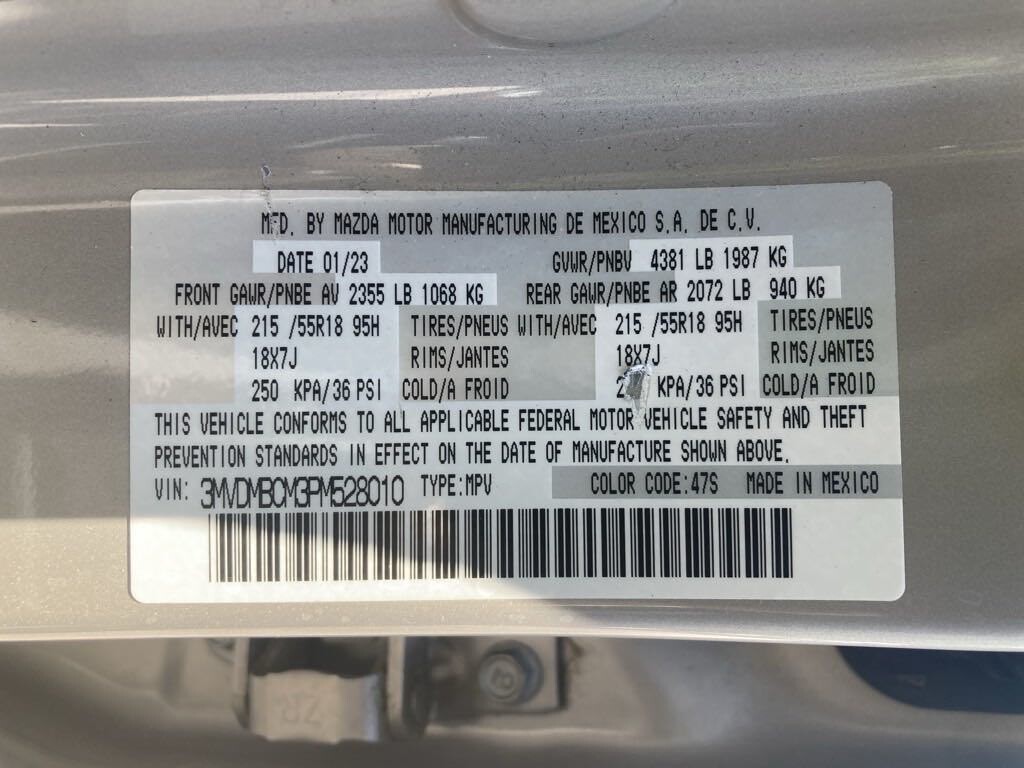 MFD. BY MAZDA MOTOR MANUFACTURING DE MEXICO S.A. DE C.V.
DATE 01/23 GVWR/PNBV 4381 LB 1987 KG
FRONT GAWR/PNBE AV 2355 LB 1068 KG REAR GAWR/PNBE AR 2072 LB 940 KG
WITH/AVEC 215 /55R18 95H TIRES/PNEUS WITH/AVEC 215 /55R18 95H TIRES/PNEUS
18X7J RIMS/JANTES 18X7J RIMS/JANTES
250 KPA/36 PSI COLD/A FROID KPA/36 PSI COLD/A FROID
THIS VEHICLE CONFORMS TO ALL APPLICABLE FEDERAL MOTOR VEHICLE SAFETY AND THEFT
PREVENTION STANDARDS IN EFFECT ON THE DATE OF MANUFACTURE SHOWN ABOVE.
VIN: 3MVDMBCM3PM528010 TYPE:MPV COLOR CODE:47S MADE IN MEXICO